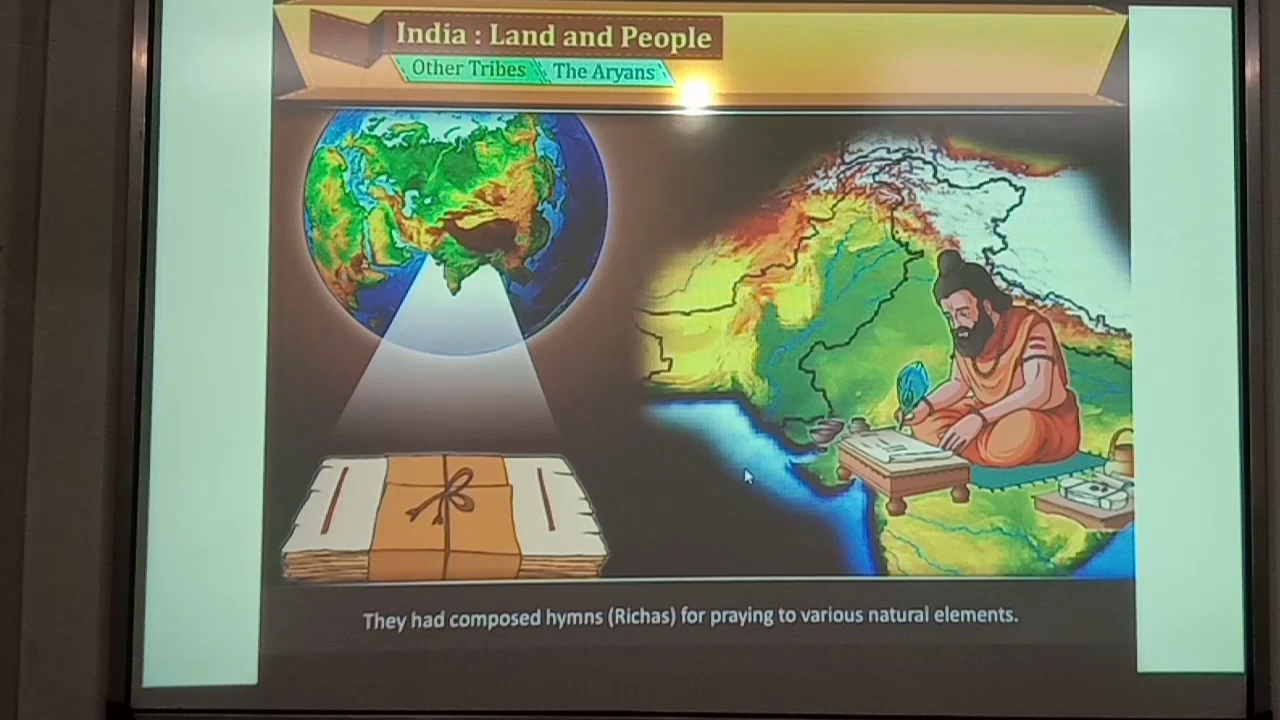 India : Land and People
Other Tribes The Aryans
They had composed hymns (Richas) for praying to various natural elements.